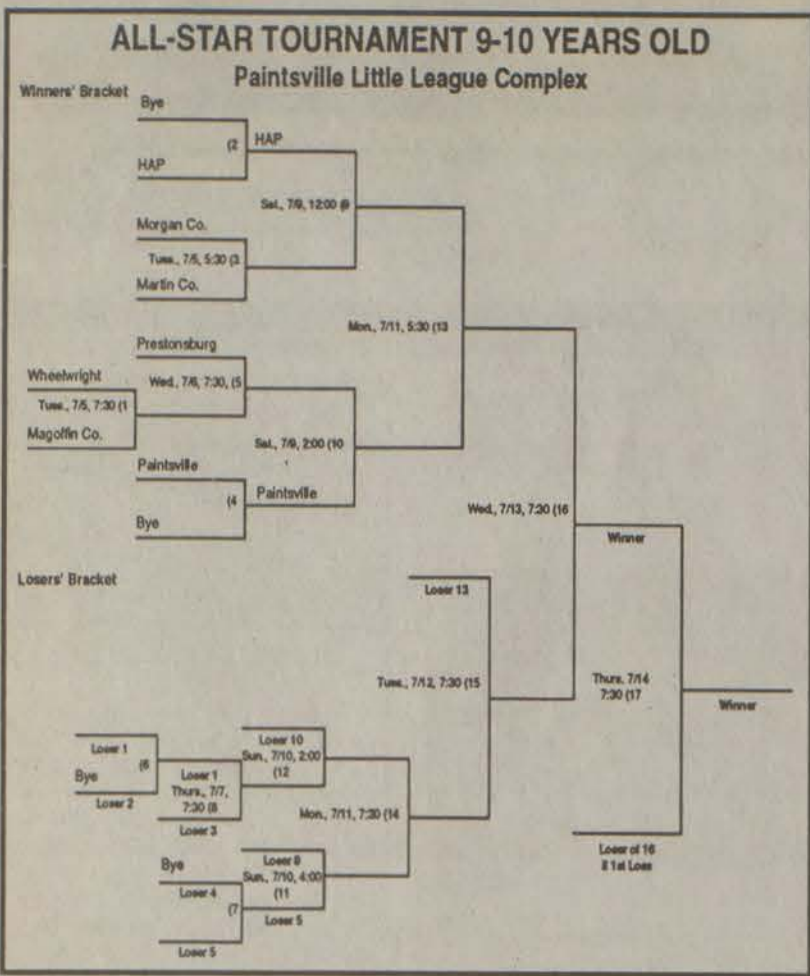 ALL-STAR TOURNAMENT 9-10 YEARS OLD
Paintsville Little League Complex
Winners' Bracket
Bye
(2
HAP
HAP
Sat., 7/9, 12:00 (9
Morgan Co.
Tues., 7/5, 5:30 (3
Martin Co.
Mon., 7/11, 5:30 (13
Prestonsburg
Wheelwright
Wed., 7/6, 7:30, (5
Tues., 7/5, 7:30 (1
Magoffin Co.
Sat., 7/9, 2:00 (10
Paintsville
(4
Paintsville
Bye
Wed., 7/13, 7:30 (16
Winner
Losers' Bracket
Loser 13
Tues., 7/12, 7:30 (15
Thurs, 7/14
7:30 (17
Winner
Loser 1
Bye
(6
Loser 2
Loser 1
Thurs., 7/7,
7:30 (8
Loser 3
Loser 10
Sun., 7/10, 2:00
(12
Mon., 7/11, 7:30 (14
Bye
Loser 4
(7
Loser 5
Loser 9
Sun., 7/10, 4:00
(11
Loser 5
Loser of 16
if 1st Loss